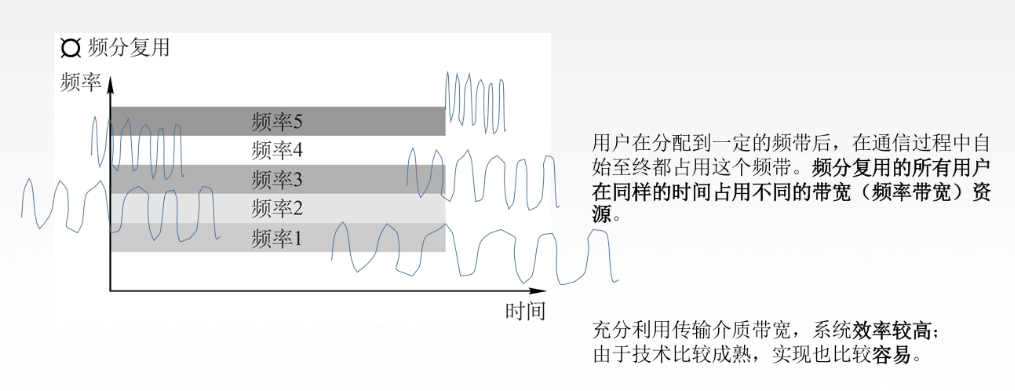 ¤ 频分复用
频率
频率5
频率4
频率3
频率2
频率1
时间
用户在分配到一定的频带后，在通信过程中自
始至终都占用这个频带。频分复用的所有用户
在同样的时间占用不同的带宽（频率带宽）资
源。
充分利用传输介质带宽，系统效率较高；
由于技术比较成熟，实现也比较容易。